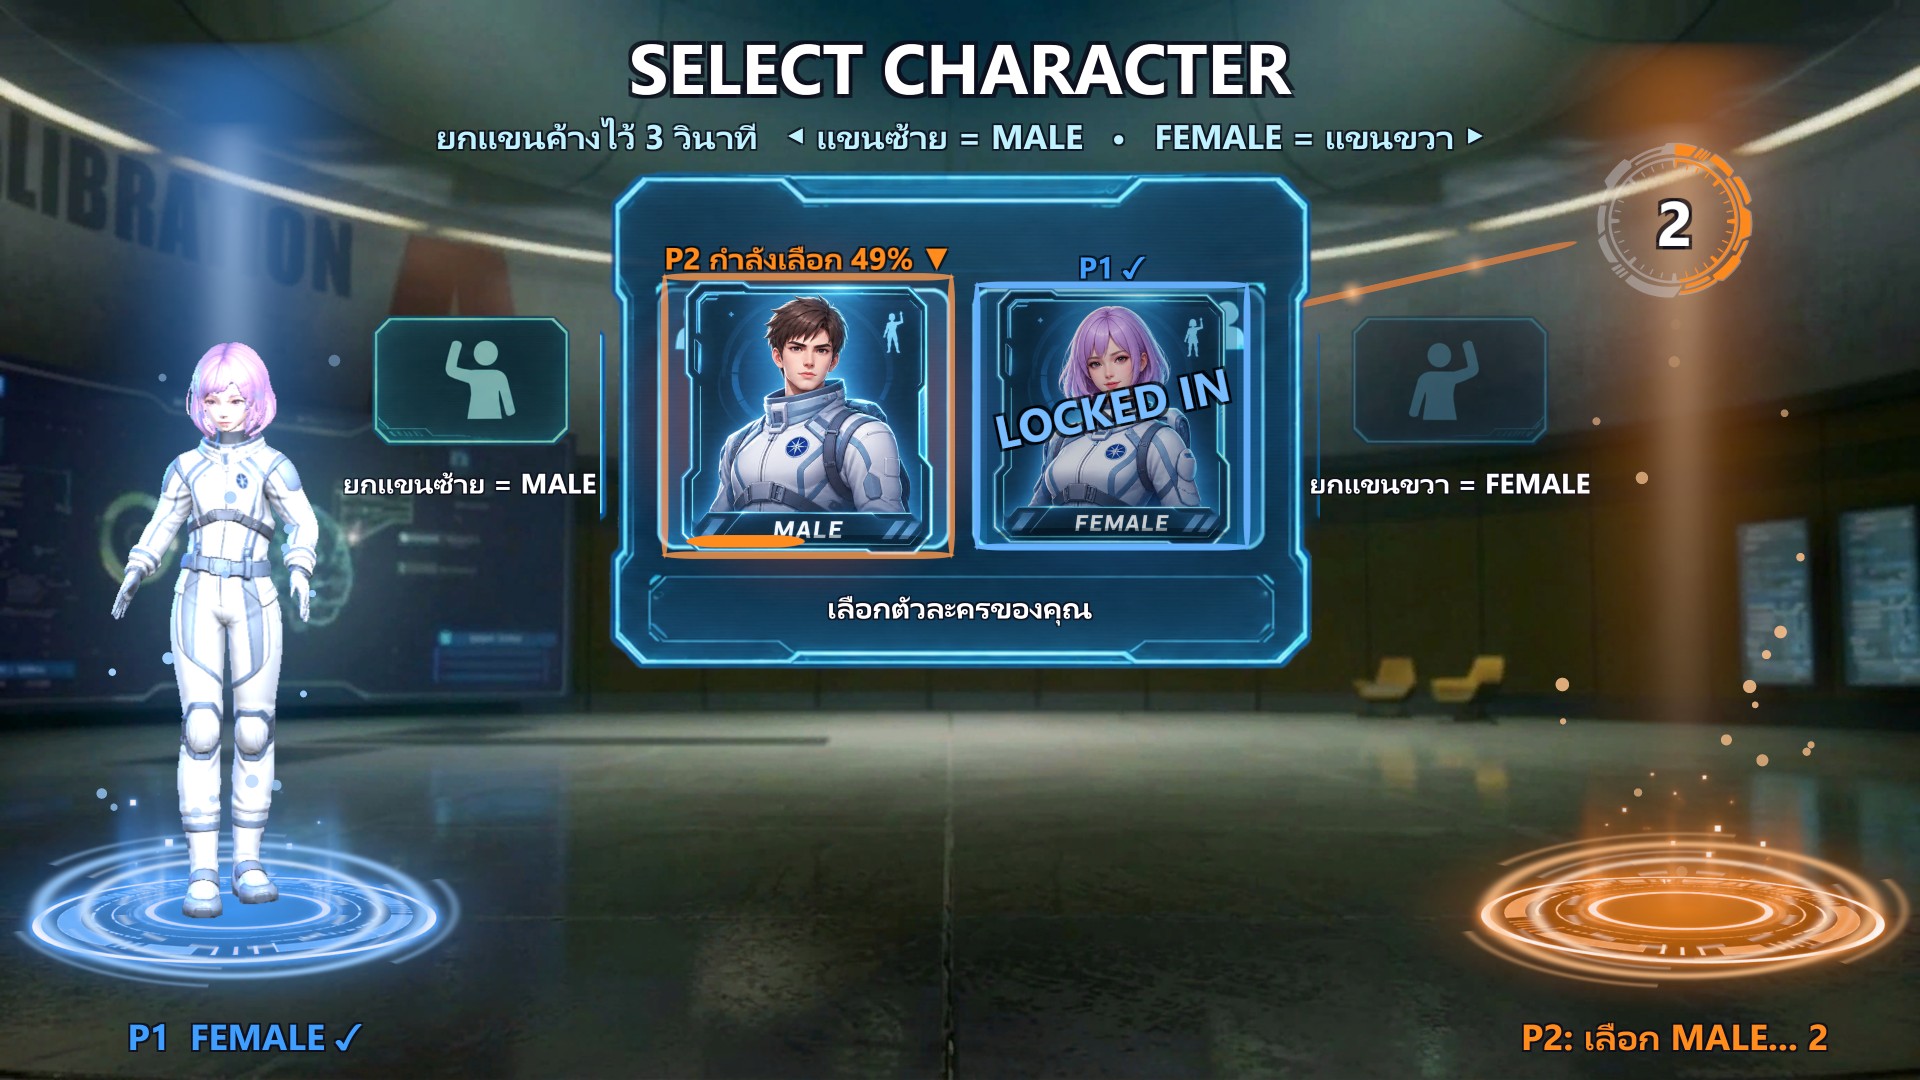 SELECT CHARACTER
ยกแขนค้างไว้ 3 วินาที ◄ แขนซ้าย = MALE • FEMALE = แขนขวา ►
2
P2 กำลังเลือก 49% ▼
P1 ✓
LOCKED IN
MALE
FEMALE
ยกแขนซ้าย = MALE
ยกแขนขวา = FEMALE
เลือกตัวละครของคุณ
P1 FEMALE ✓
P2: เลือก MALE... 2